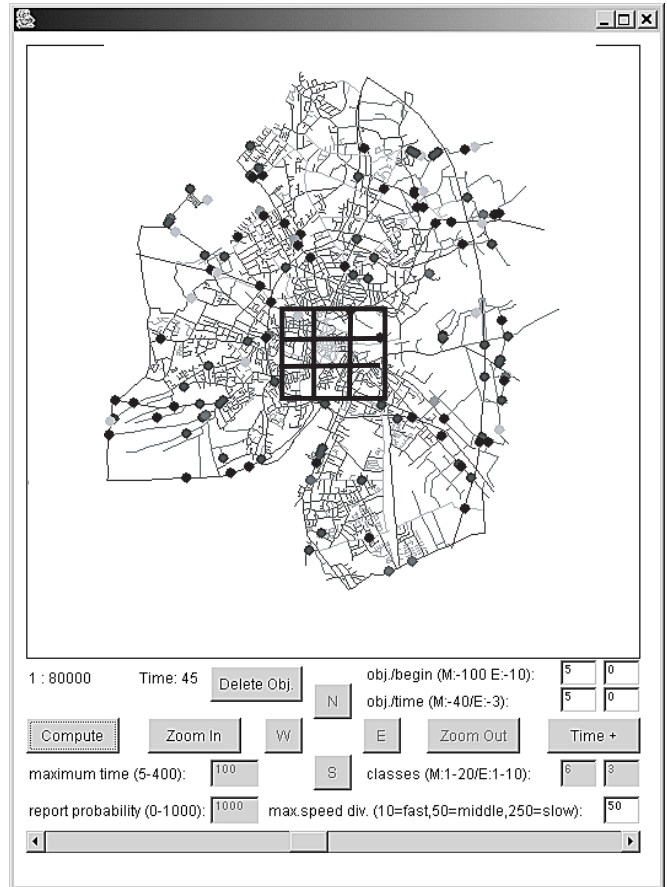 1 : 80000 Time: 45 Delete Obj. obj./begin (M:-100 E:-10): 5 0
N obj./time (M:-40/E:-3): 5 0
Compute Zoom In W E Zoom Out Time +
maximum time (5-400): 100 S classes (M:1-20/E:1-10): 6 3
report probability (0-1000): 1000 max.speed div. (10=fast,50=middle,250=slow): 50